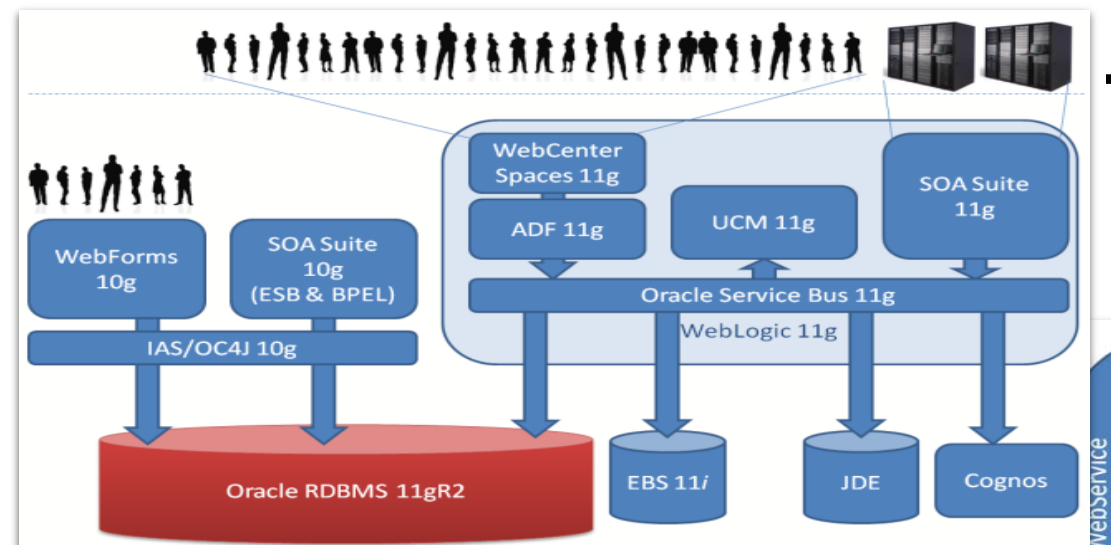 WebCenter
Spaces 11g
SOA Suite
11g
ADF 11g
UCM 11g
WebForms
10g
SOA Suite
10g
(ESB & BPEL)
Oracle Service Bus 11g
WebLogic 11g
IAS/OC4J 10g
Oracle RDBMS 11gR2
EBS 11i
JDE
Cognos
WebService